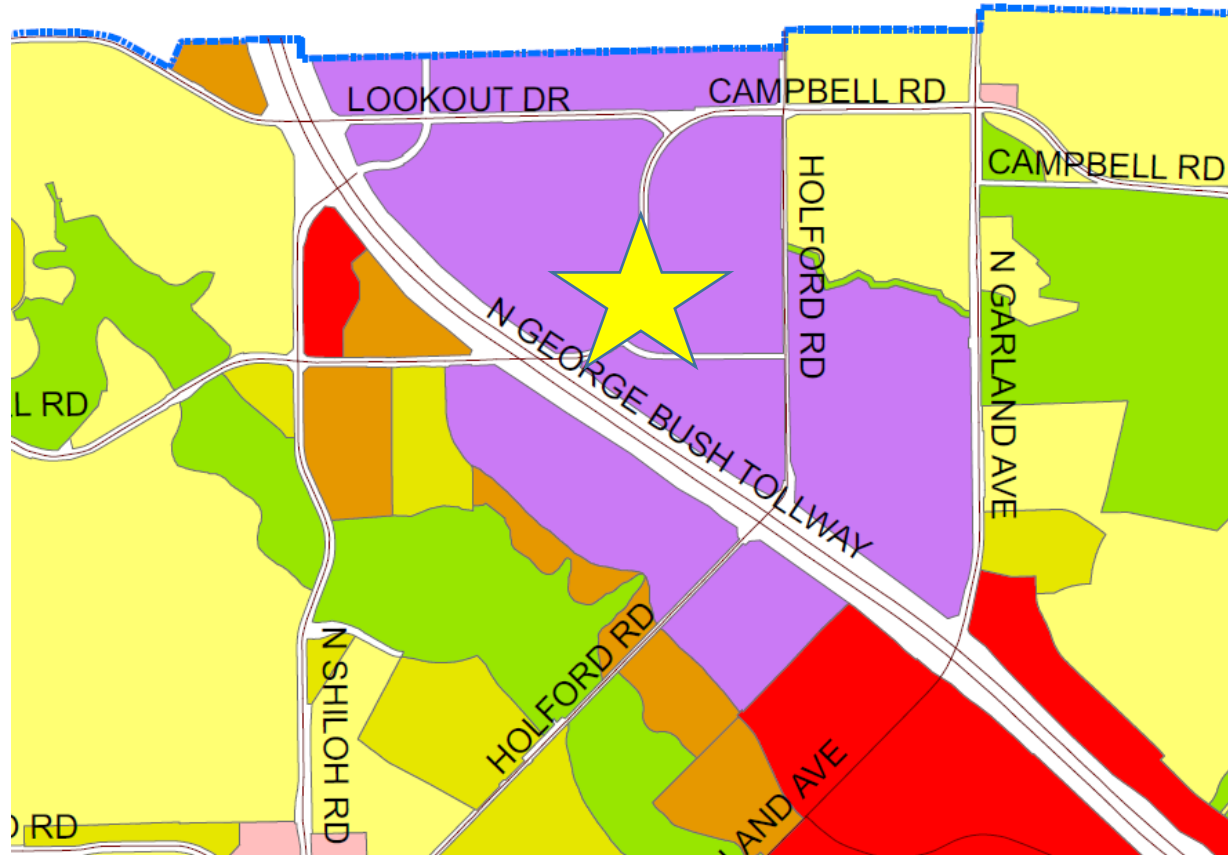 LOOKOUT DR
CAMPBELL RD
CAMPBELL RD
HOLFORD RD
N GARLAND AVE
N GEORGE BUSH TOLLWAY
L RD
HOLFORD RD
N SHILOH RD
LAND AVE
RD